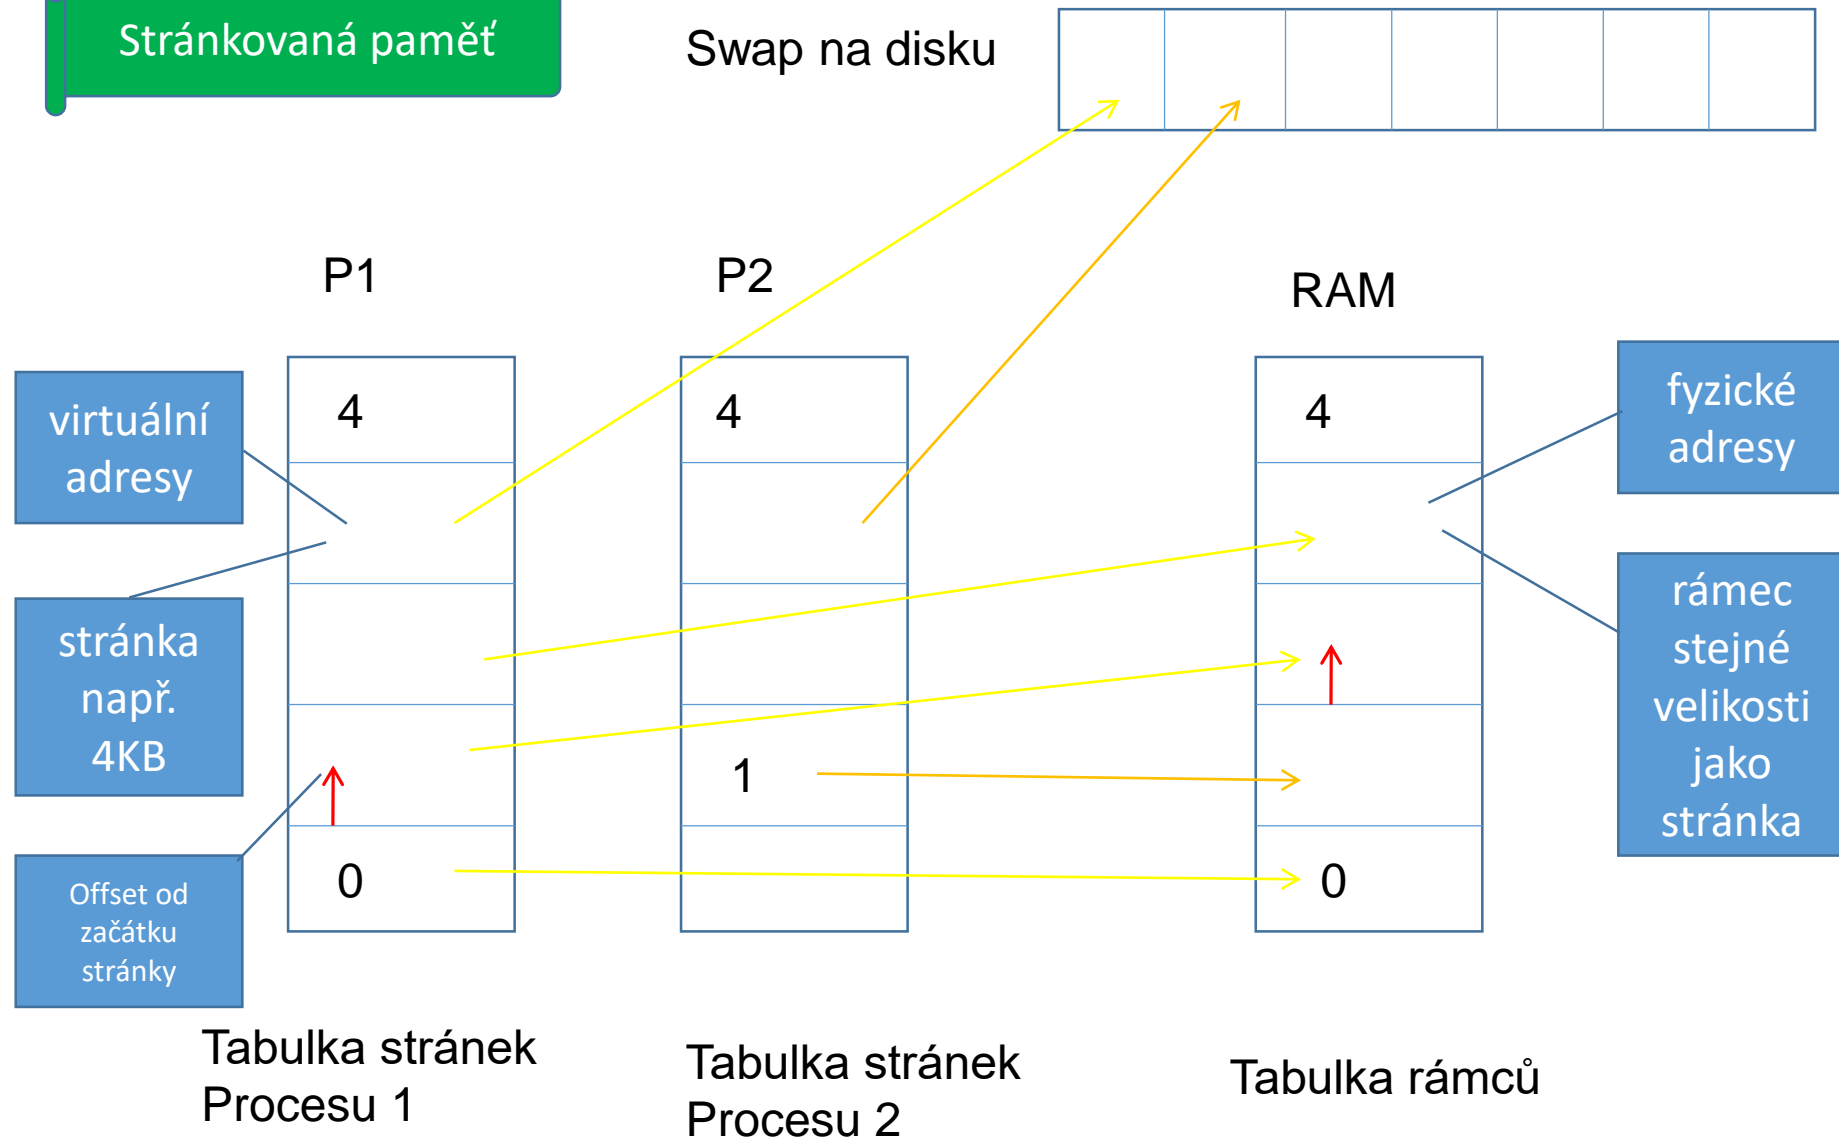 Stránkovaná paměť
Swap na disku
P1
P2
RAM
virtuální
adresy
stránka
např.
4KB
Offset od
začátku
stránky
4
0
4
1
4
0
fyzické
adresy
rámec
stejné
velikosti
jako
stránka
Tabulka stránek
Procesu 1
Tabulka stránek
Procesu 2
Tabulka rámců